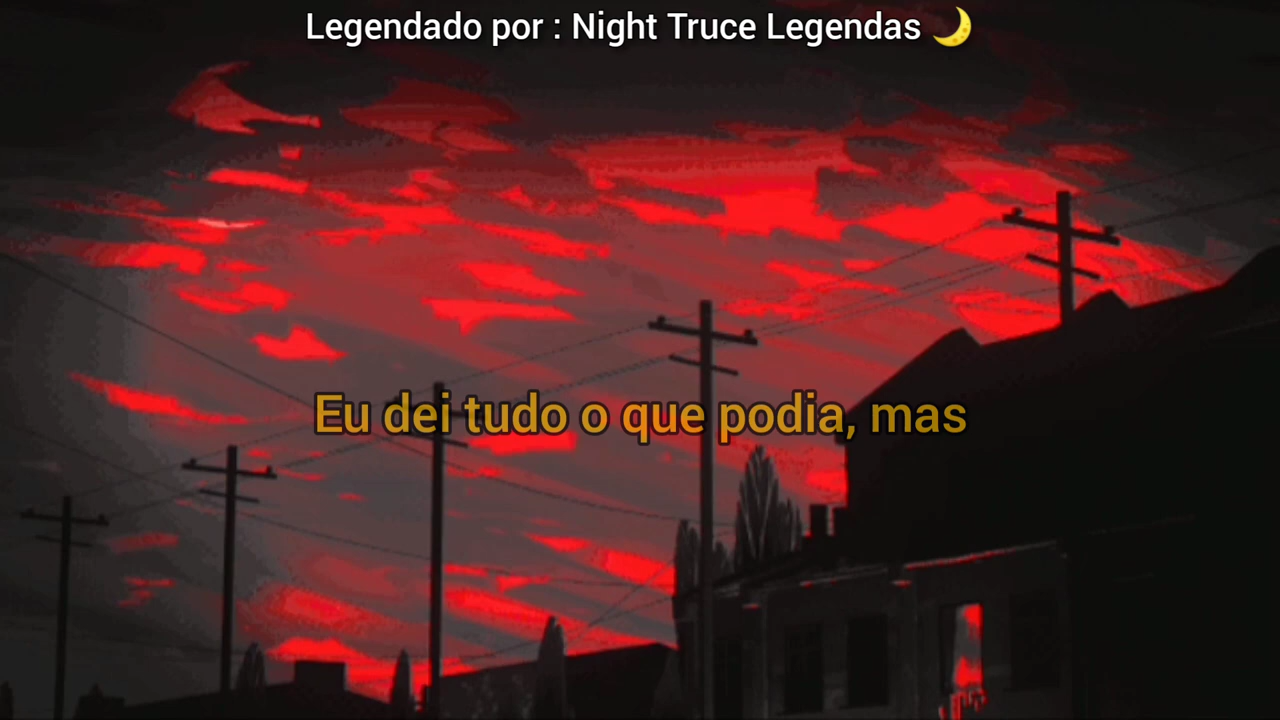 Legendado por : Night Truce Legendas 🌙
Eu dei tudo o que podia, mas